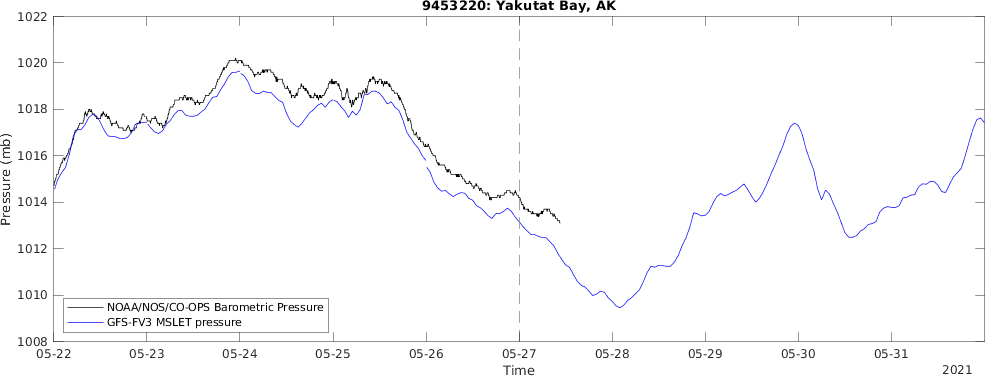 9453220: Yakutat Bay, AK
Pressure (mb)
1022
1020
1018
1016
1014
1012
1010
1008
NOAA/NOS/CO-OPS Barometric Pressure
GFS-FV3 MSLET pressure
05-22 05-23 05-24 05-25 05-26 05-27 05-28 05-29 05-30 05-31
Time
2021